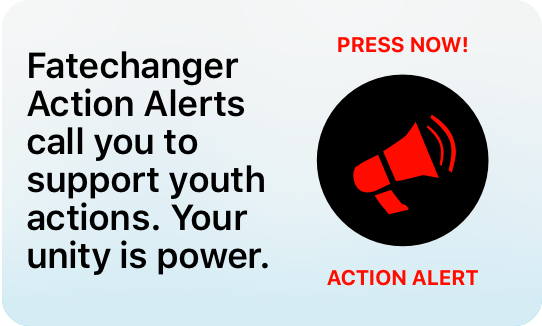 Fatechanger
Action Alerts
call you to
support youth
actions. Your
unity is power.
PRESS NOW!
ACTION ALERT